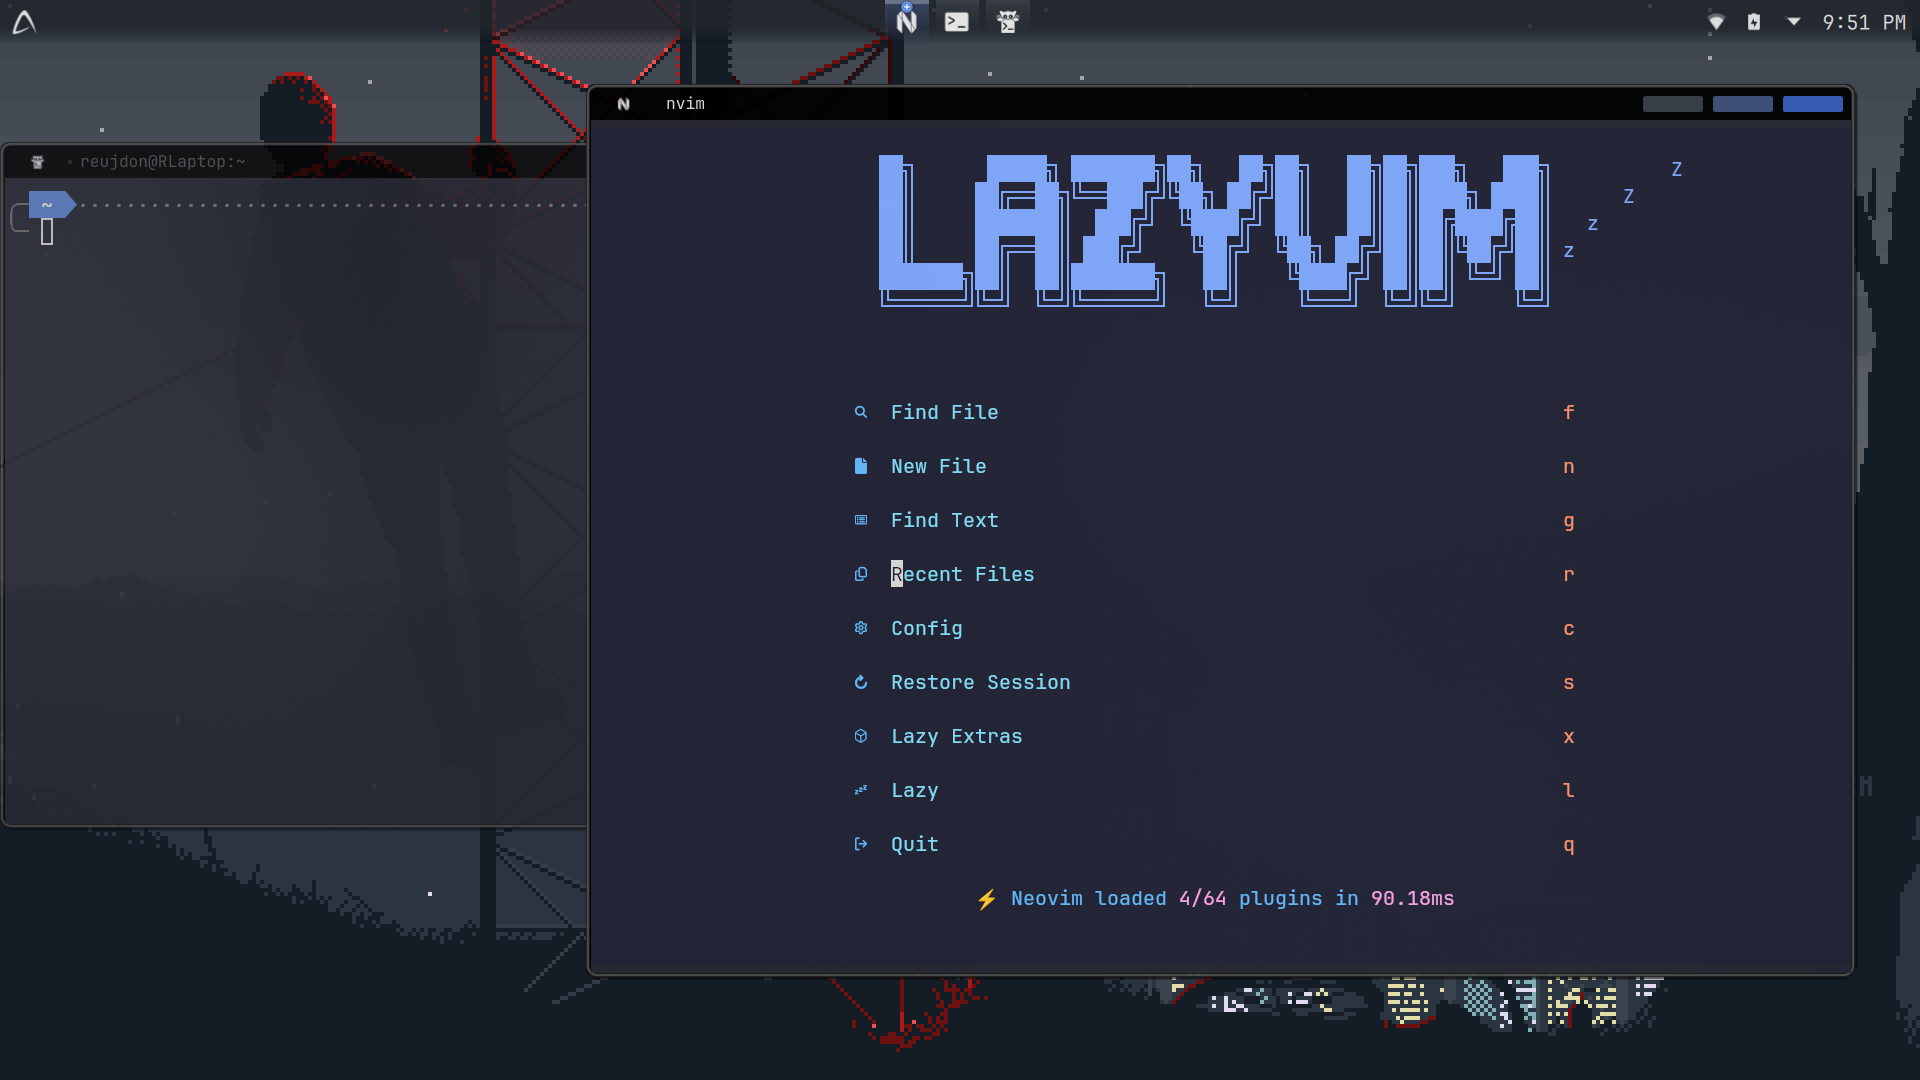 9:51 PM
nvim
reujdon@RLaptop:~
~
LAZYVIM
Z
Z
z
z
Find File f
New File n
Find Text g
Recent Files r
Config c
Restore Session s
Lazy Extras x
Lazy l
Quit q
⚡ Neovim loaded 4/64 plugins in 90.18ms